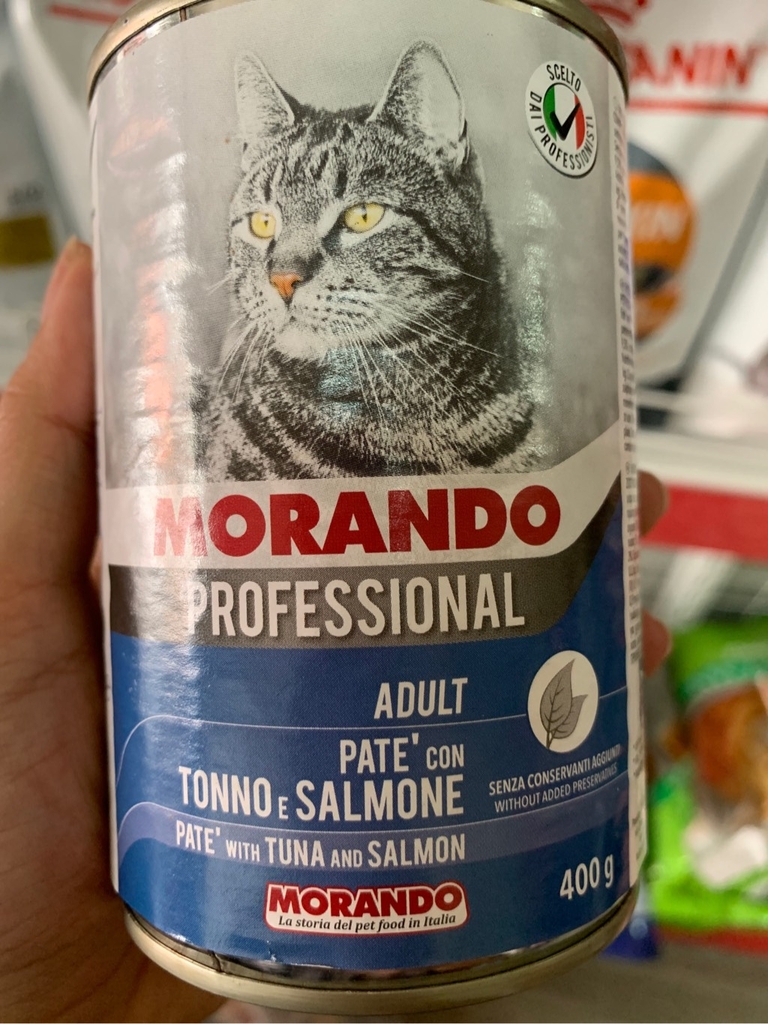 SCELTO
DAI PROFESSIONISTI
MORANDO
PROFESSIONAL
ADULT
PATE' CON
TONNO E SALMONE
SENZA CONSERVANTI AGGIUNTI
WITHOUT ADDED PRESERVATIVES
PATE' WITH TUNA AND SALMON
400 g
MORANDO
La storia del pet food in Italia